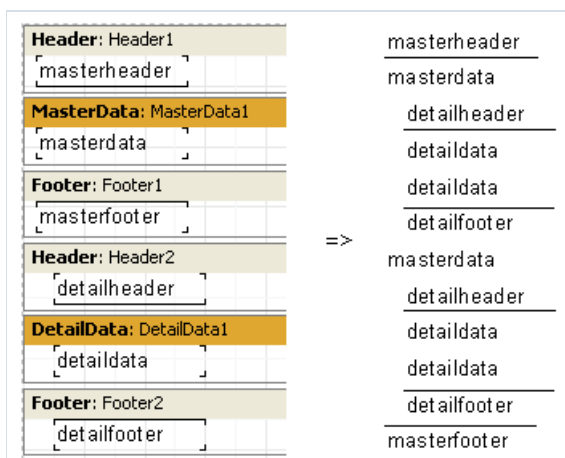 Header: Header1
masterheader
MasterData: MasterData1
masterdata
Footer: Footer1
masterfooter
Header: Header2
detailheader
DetailData: DetailData1
detaildata
Footer: Footer2
detailfooter
=>
masterheader
masterdata
detailheader
detaildata
detaildata
detailfooter
masterdata
detailheader
detaildata
detaildata
detailfooter
masterfooter